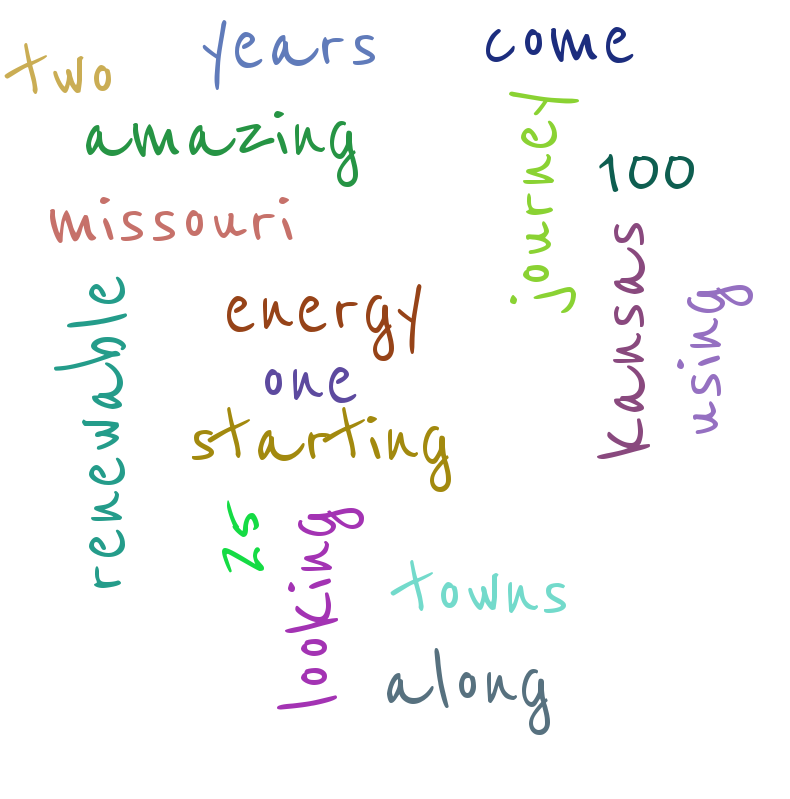 two
years
come
amazing
journey
100
missouri
kansas
renewable
energy
using
one
starting
25
looking
towns
along